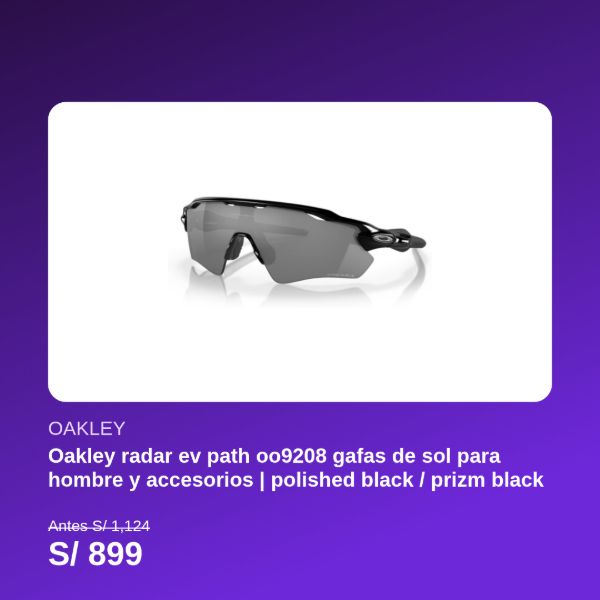 OAKLEY
Oakley radar ev path oo9208 gafas de sol para
hombre y accesorios | polished black / prizm black
Antes S/ 1,124
S/ 899